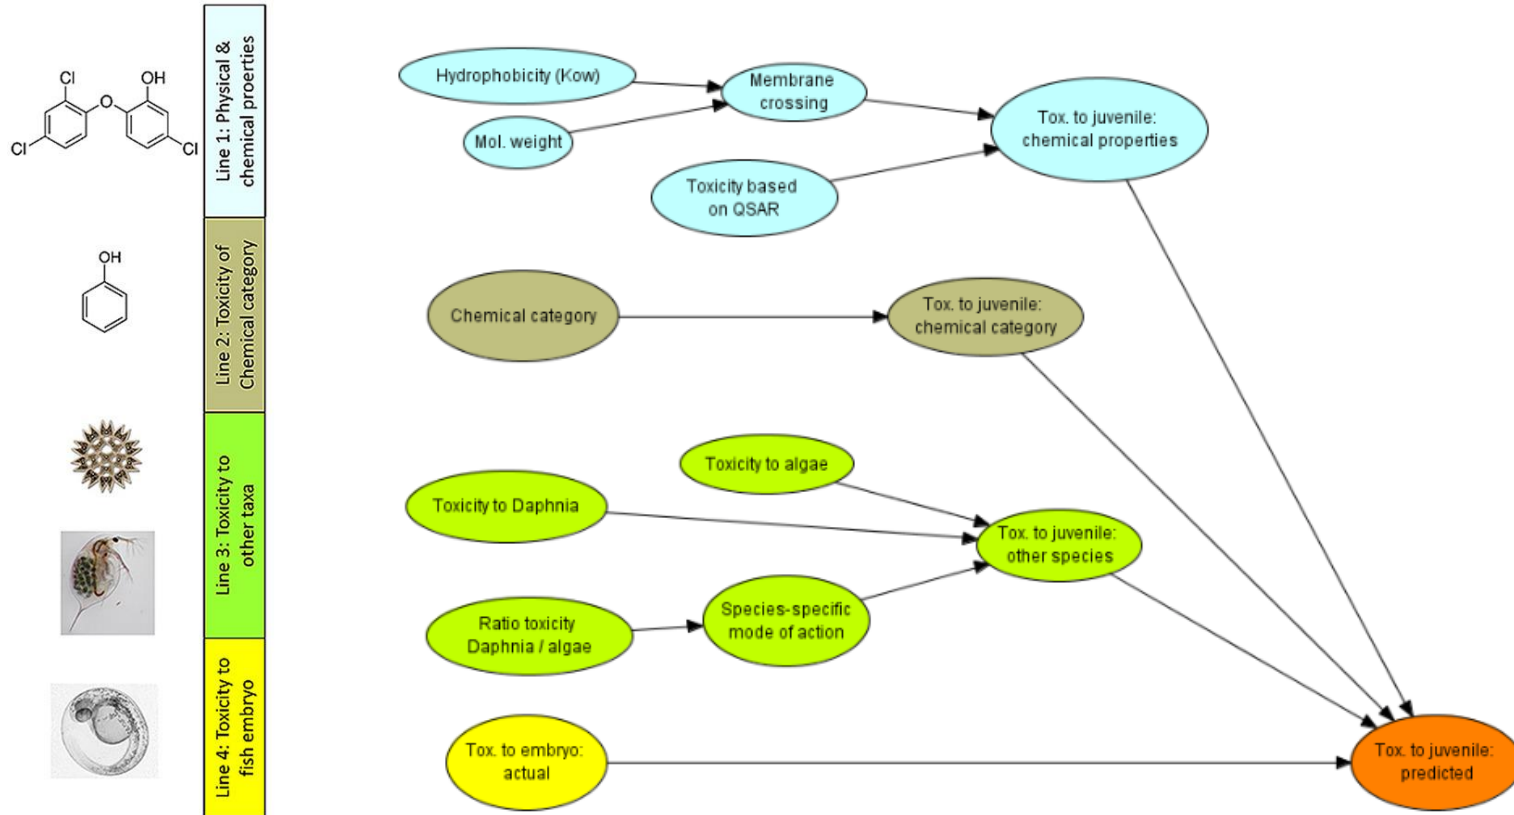 Cl
OH
O
Cl
Cl
Line 1: Physical &
chemical proerties
Hydrophobicity (Kow)
Membrane
crossing
Mol. weight
Tox. to juvenile:
chemical properties
Toxicity based
on QSAR
OH
Line 2: Toxicity of
Chemical category
Chemical category
Tox. to juvenile:
chemical category
Line 3: Toxicity to
other taxa
Toxicity to algae
Toxicity to Daphnia
Tox. to juvenile:
other species
Ratio toxicity
Daphnia / algae
Species-specific
mode of action
Line 4: Toxicity to
fish embryo
Tox. to embryo:
actual
Tox. to juvenile:
predicted